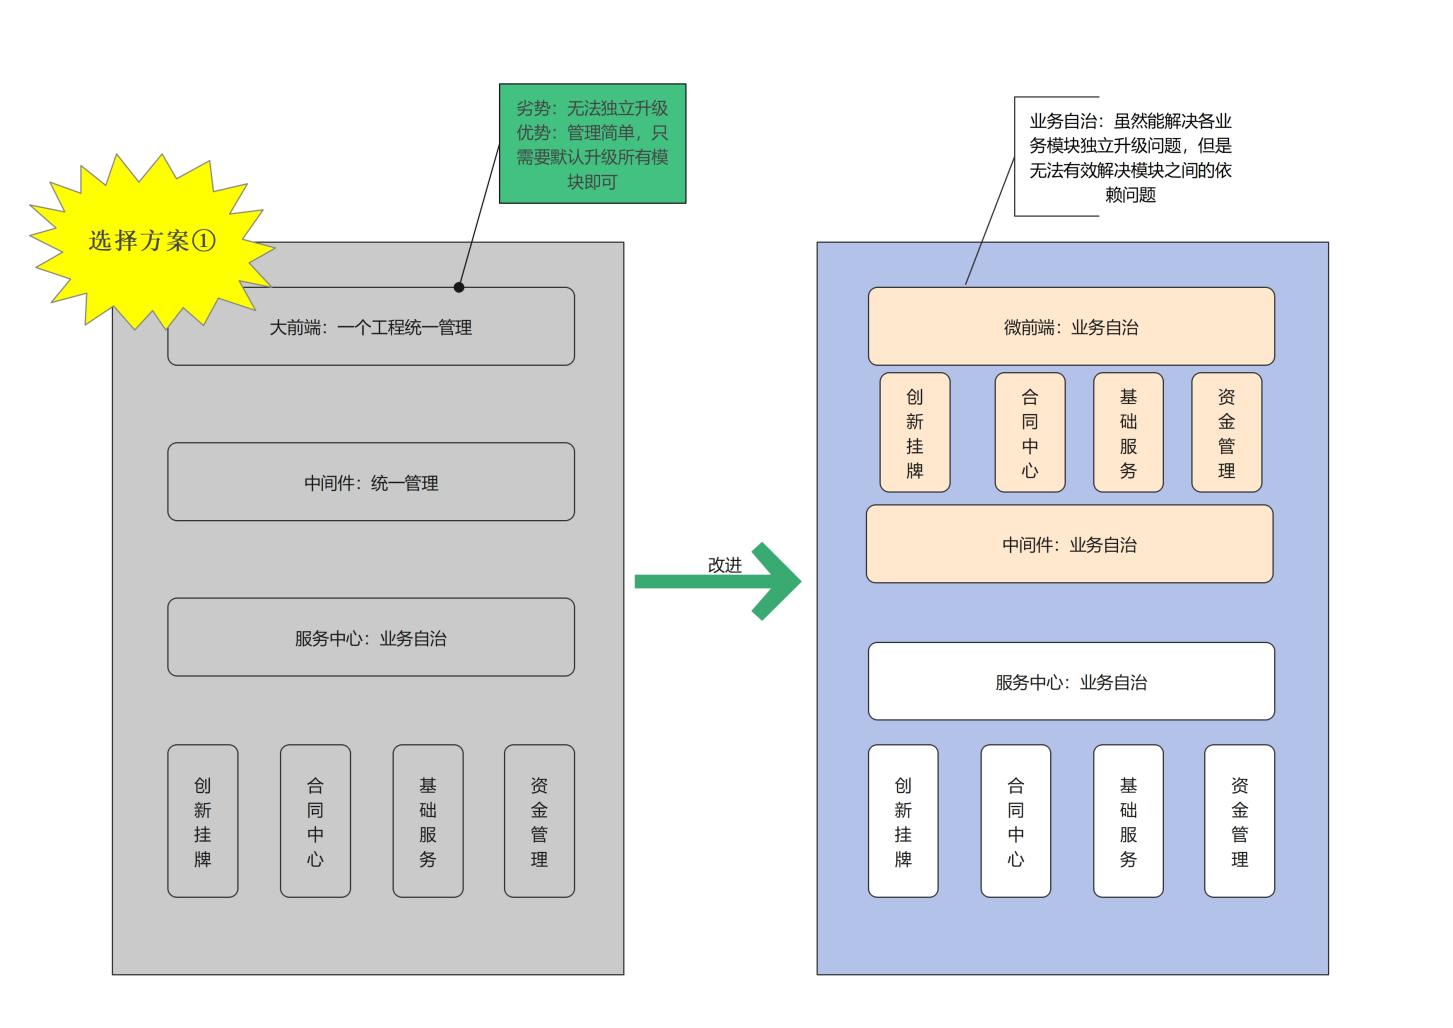 劣势：无法独立升级
优势：管理简单，只
需要默认升级所有模
块即可
业务自治：虽然能解决各业
务模块独立升级问题，但是
无法有效解决模块之间的依
赖问题
选择方案①
大前端：一个工程统一管理
中间件：统一管理
服务中心：业务自治
创新挂牌
合同中心
基础服务
资金管理
改进
微前端：业务自治
创新挂牌
合同中心
基础服务
资金管理
中间件：业务自治
服务中心：业务自治
创新挂牌
合同中心
基础服务
资金管理